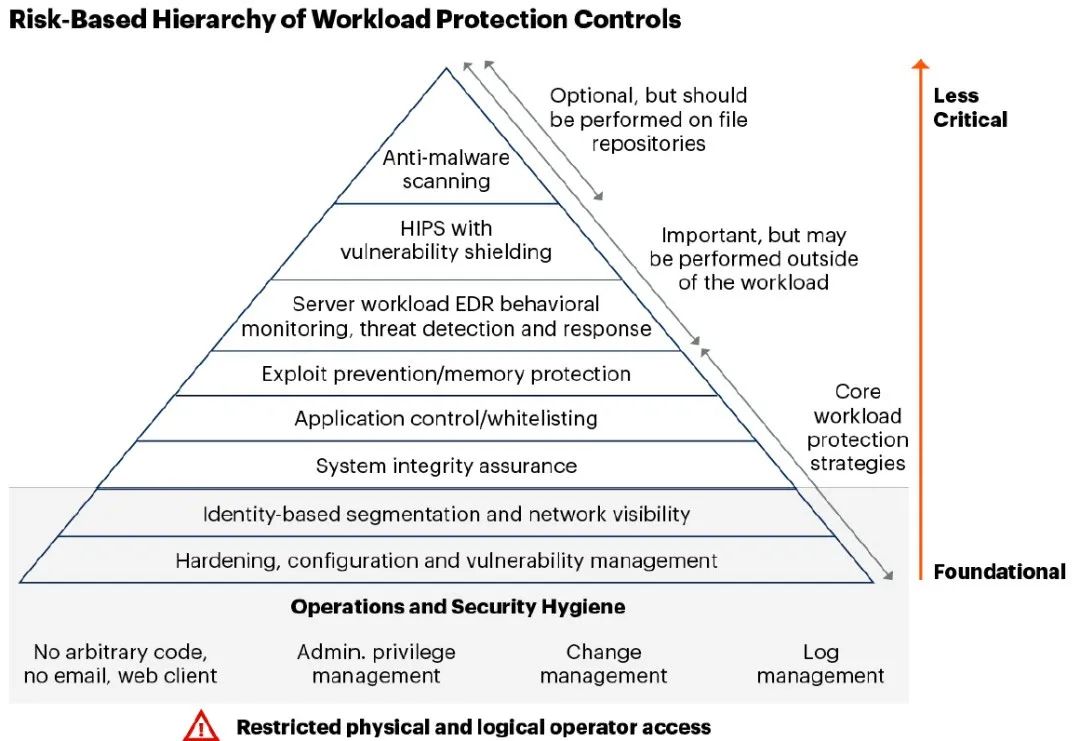 Risk-Based Hierarchy of Workload Protection Controls
Optional, but should
be performed on file
repositories
Less
Critical
Anti-malware
scanning
HIPS with
vulnerability shielding
Important, but may
be performed outside
of the workload
Server workload EDR behavioral
monitoring, threat detection and response
Exploit prevention/memory protection
Application control/whitelisting
System integrity assurance
Core
workload
protection
strategies
Identity-based segmentation and network visibility
Hardening, configuration and vulnerability management
Foundational
Operations and Security Hygiene
No arbitrary code,
no email, web client
Admin. privilege
management
Change
management
Log
management
Restricted physical and logical operator access